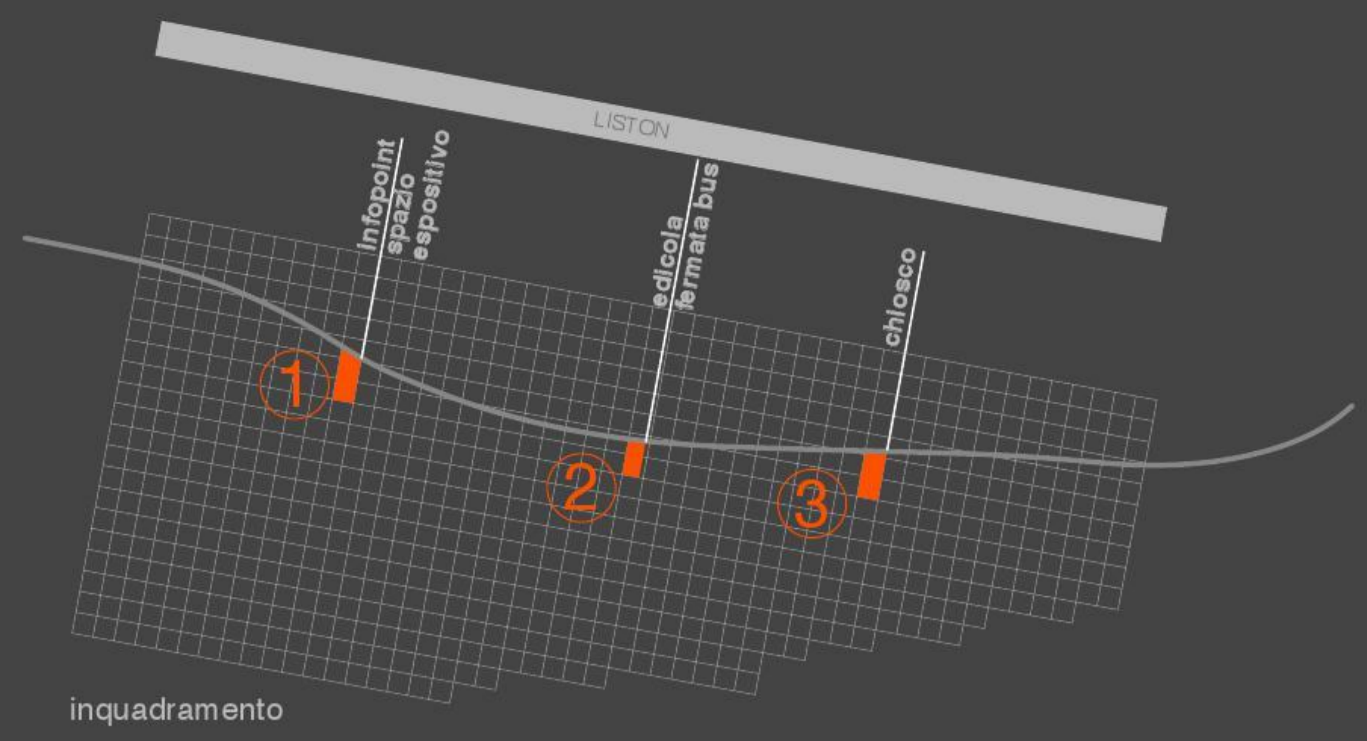 LISTON
infopoint
spazio
espositivo
edicola
fermata bus
chiosco
1
2
3
inquadramento